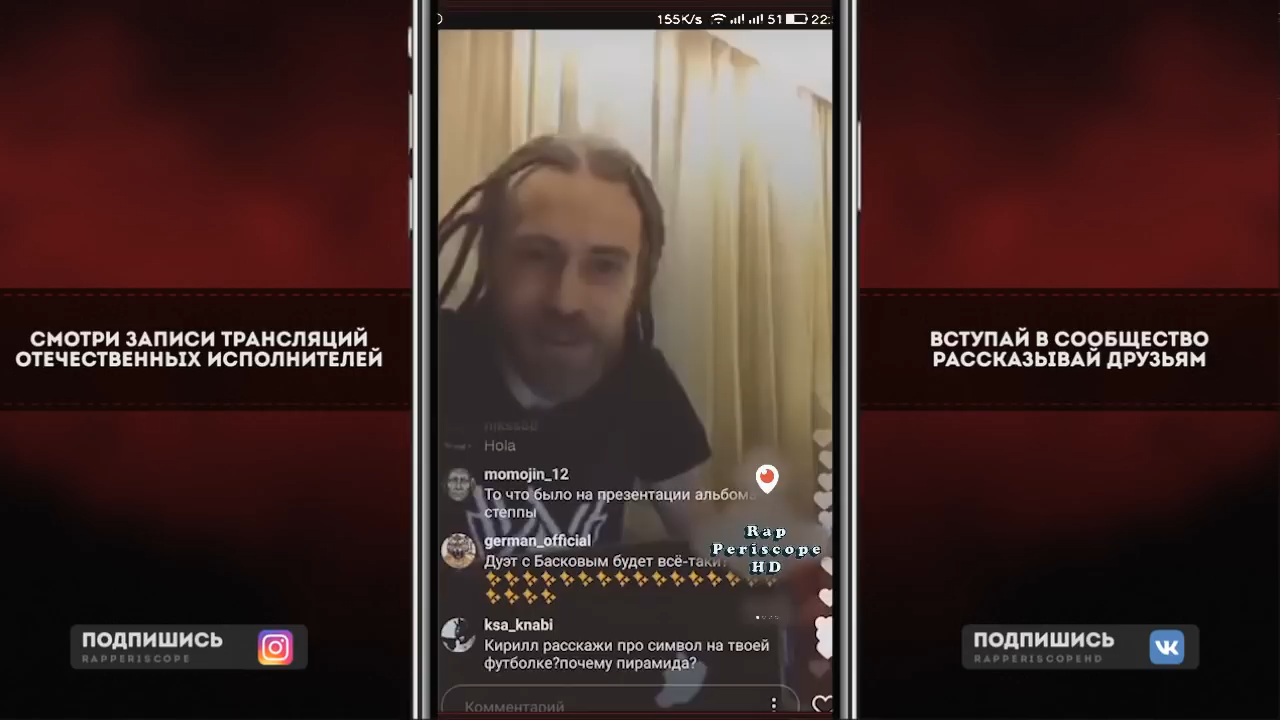 155K/s 51 22:
СМОТРИ ЗАПИСИ ТРАНСЛЯЦИЙ
ОТЕЧЕСТВЕННЫХ ИСПОЛНИТЕЛЕЙ
ВСТУПАЙ В СООБЩЕСТВО
РАССКАЗЫВАЙ ДРУЗЬЯМ
Hola
momojin_12
То что было на презентации альбома
степпы
german_official
Дуэт с Басковым будет всё-таки?
ksa_knabi
Кирилл расскажи про символ на твоей
футболке?почему пирамида?
Комментарий
Rap
Periscope
HD
ПОДПИШИСЬ
RAPPERISCOPE
ПОДПИШИСЬ
RAPPERISCOPEHD